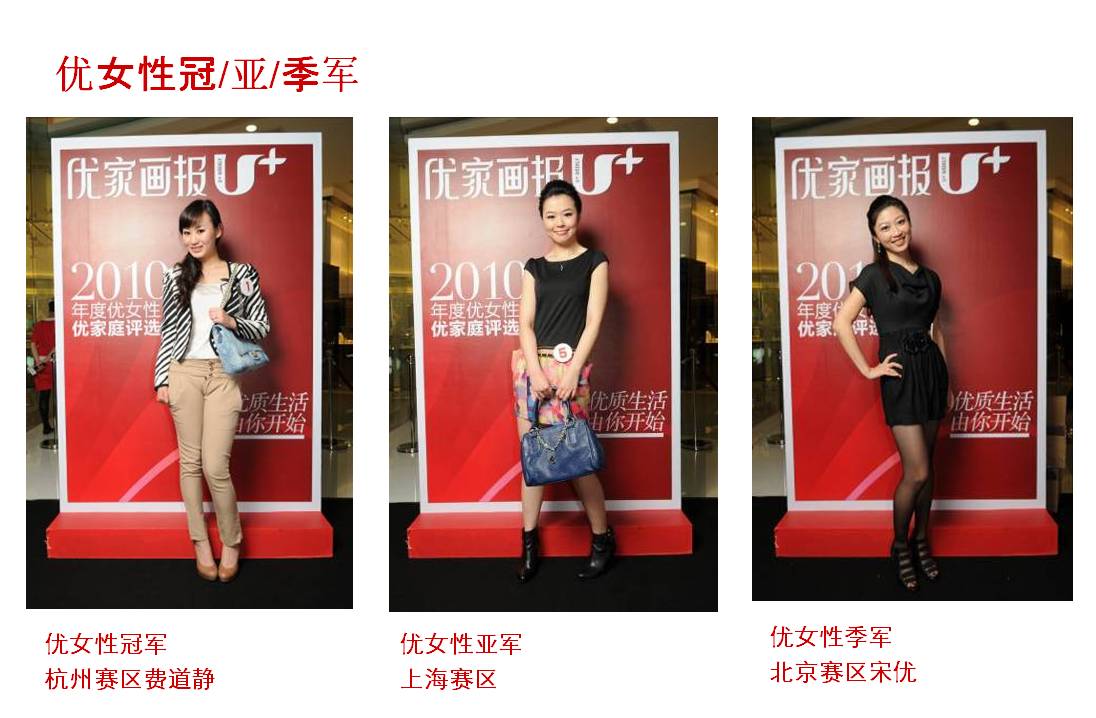 优女性冠/亚/季军
优家画报 U+
2010
年度优女性
优家庭评选
优质生活
由你开始
1
优家画报 U+
2010
年度优女性
优家庭评选
优质生活
由你开始
5
优家画报 U+
201
年度优女性
优家
评选
优质生活
由你开始
优女性冠军
杭州赛区费道静
优女性亚军
上海赛区
优女性季军
北京赛区宋优